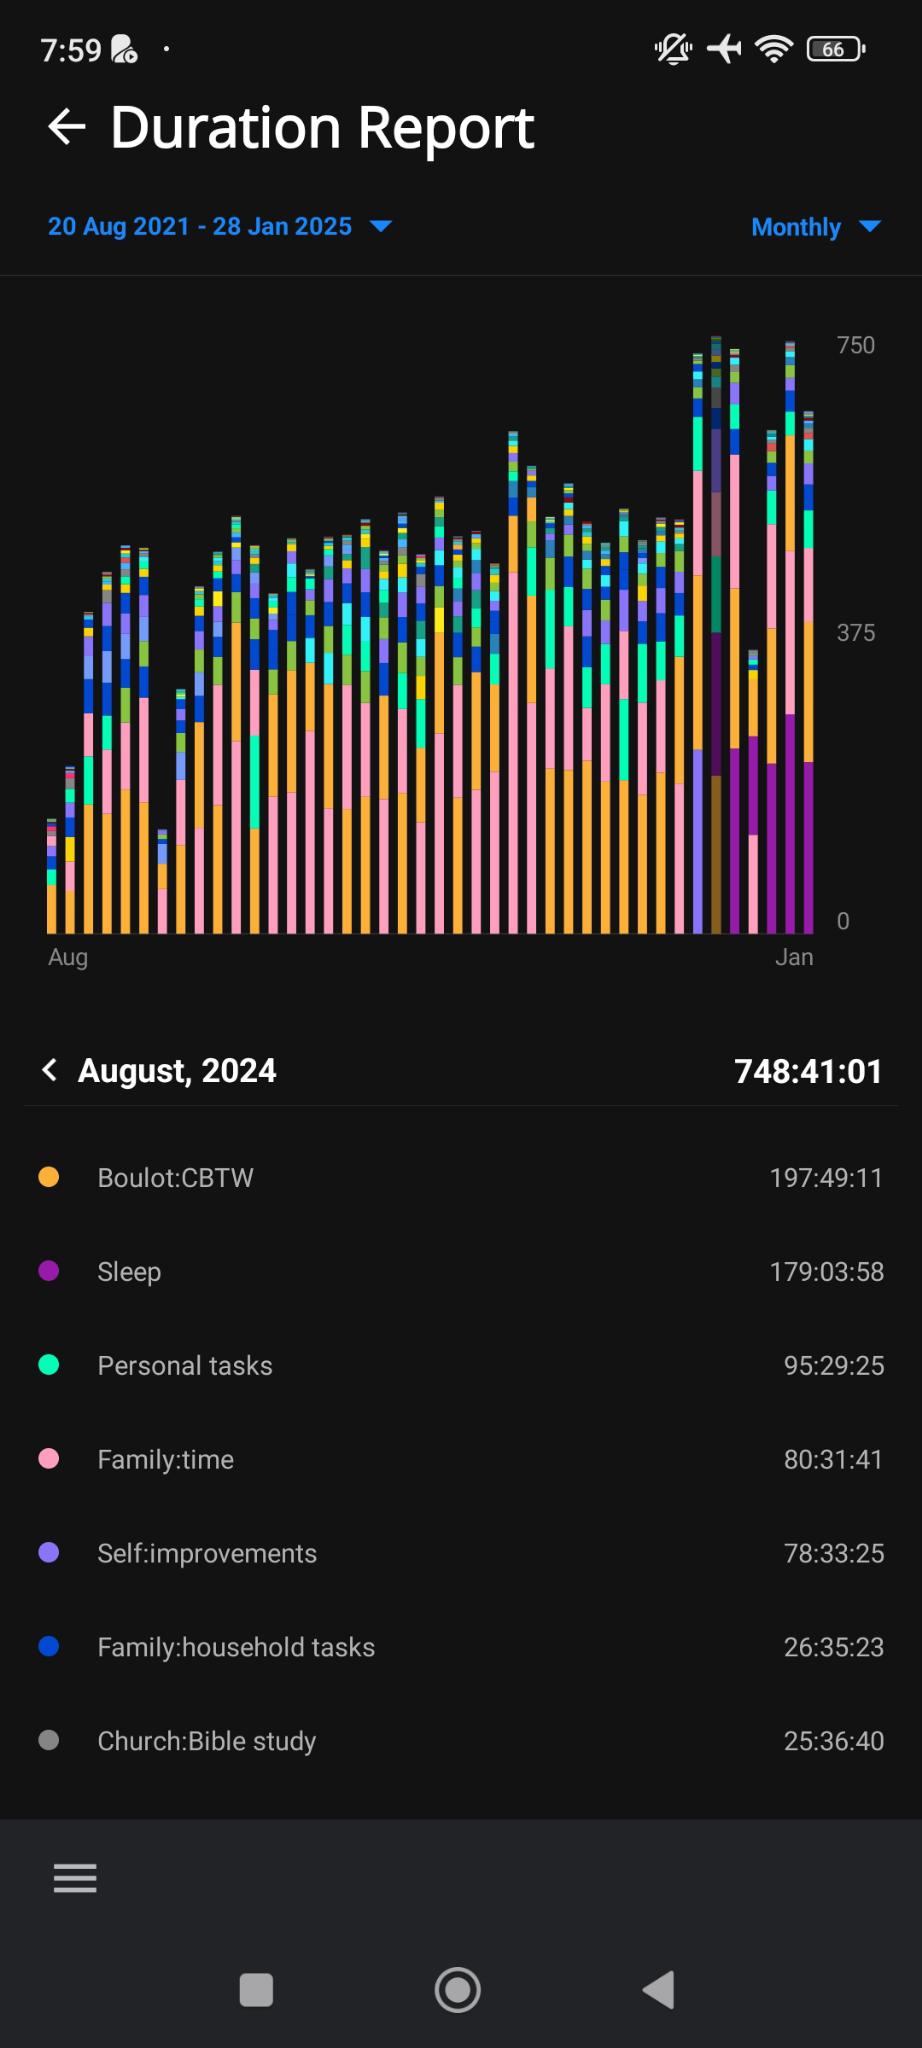 7:59
66
Duration Report
20 Aug 2021 - 28 Jan 2025
Monthly
750
375
0
Aug
Jan
August, 2024 748:41:01
Boulot:CBTW 197:49:11
Sleep 179:03:58
Personal tasks 95:29:25
Family:time 80:31:41
Self:improvements 78:33:25
Family:household tasks 26:35:23
Church:Bible study 25:36:40